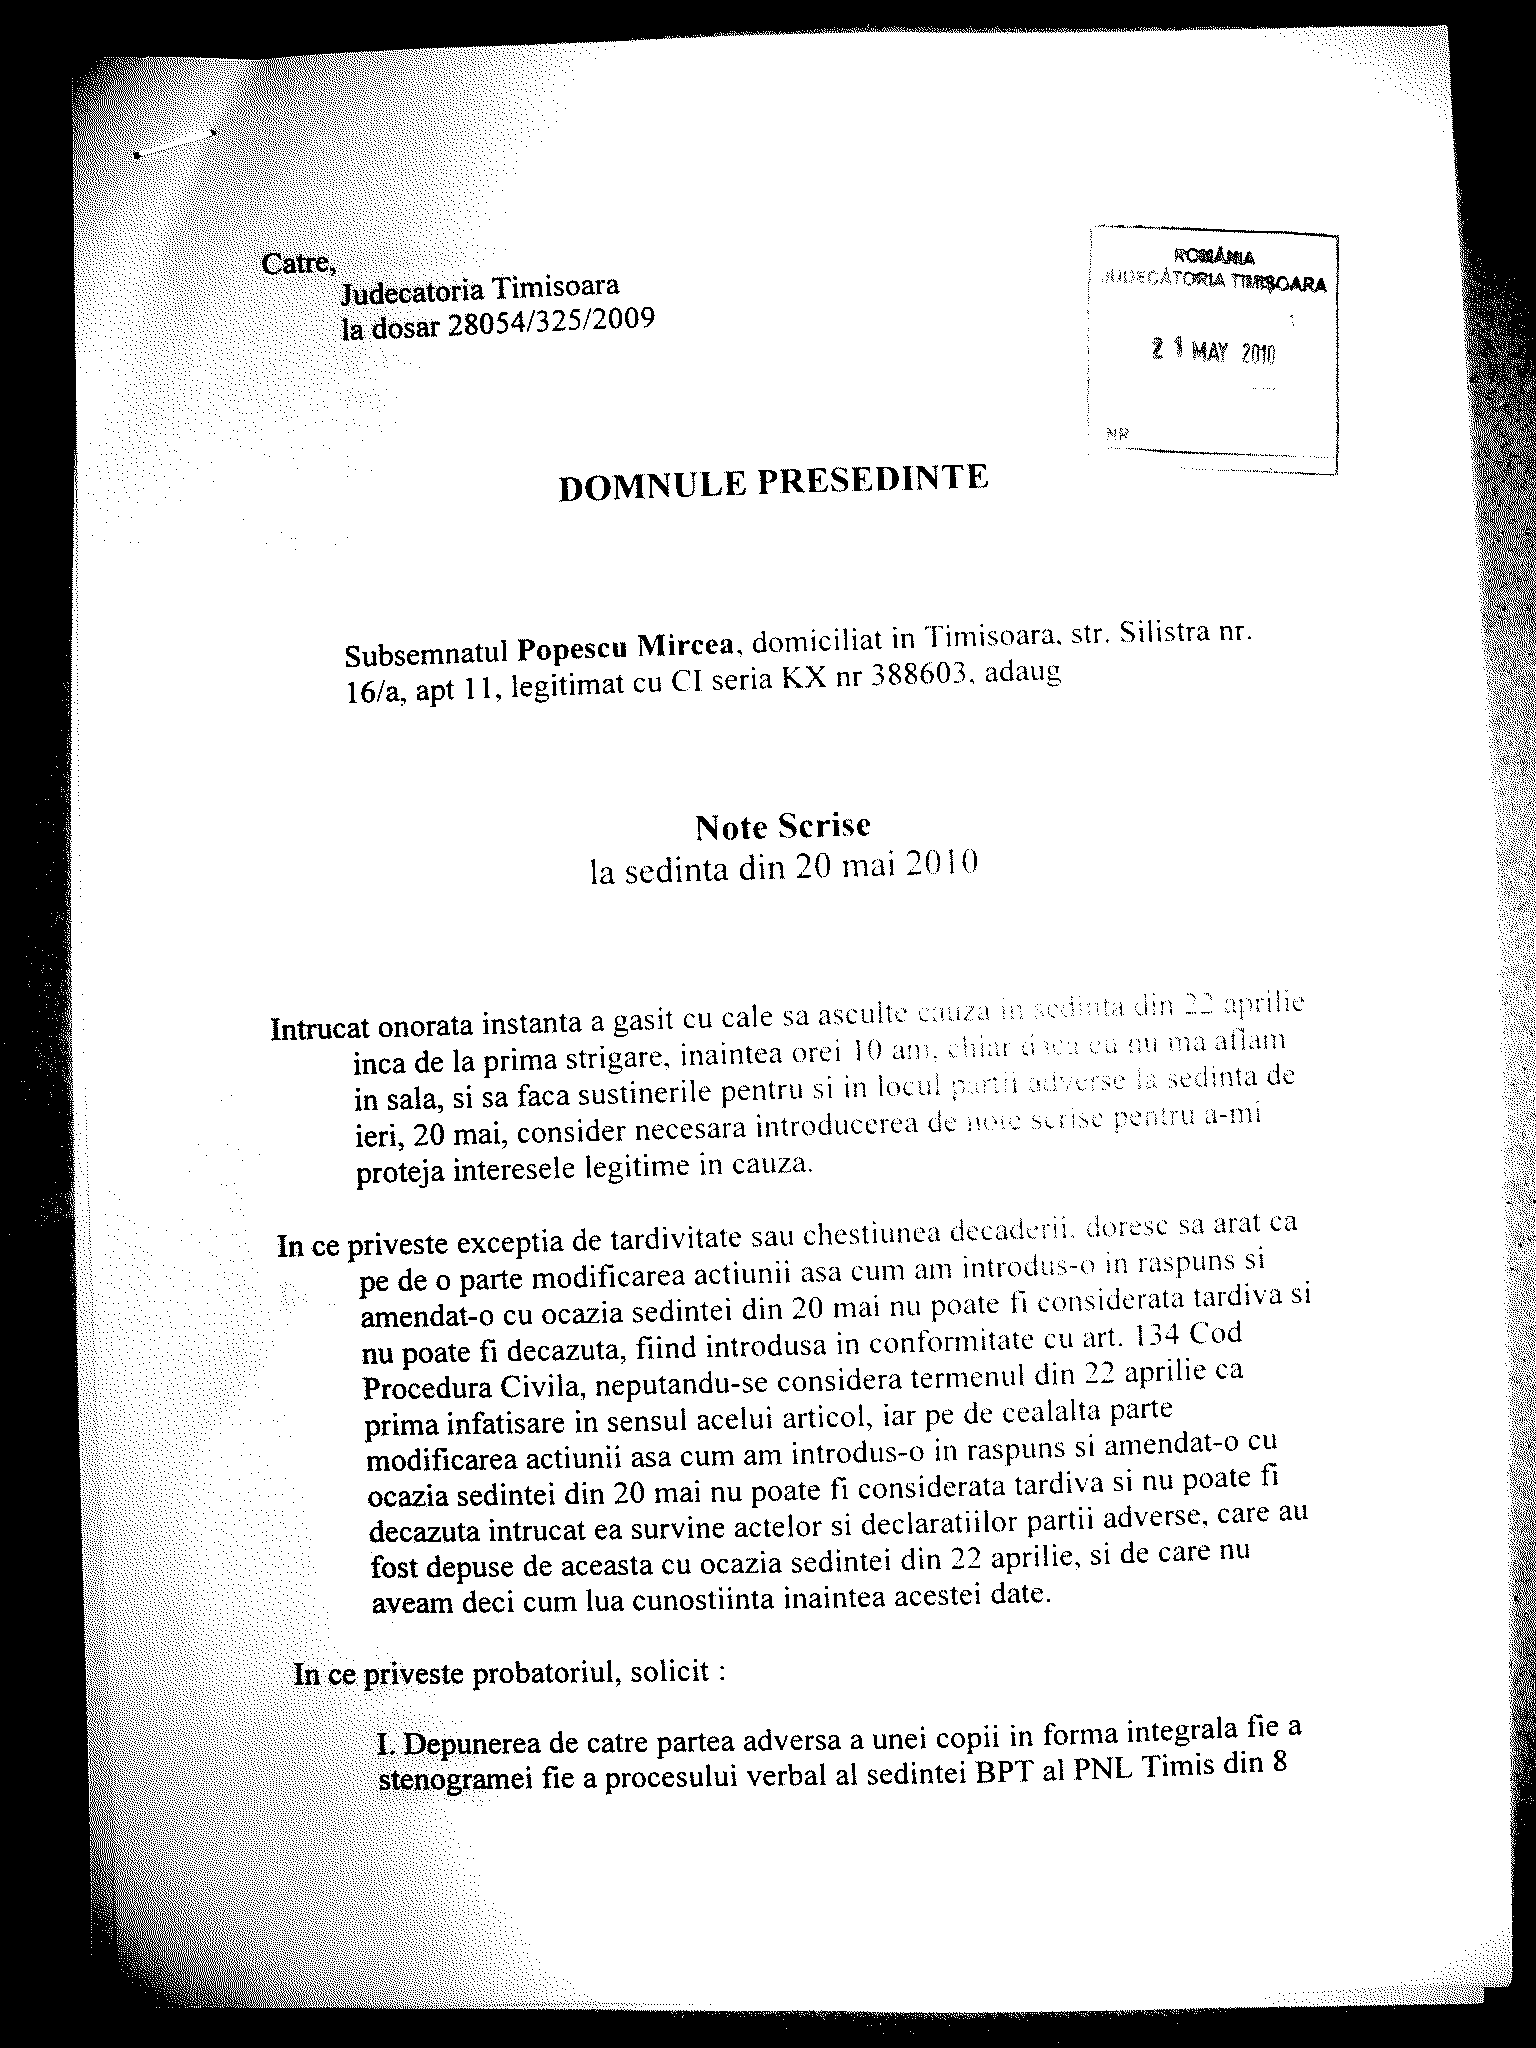 Catre,
Judecatoria Timisoara
la dosar 28054/325/2009
ROMÂNIA
JUDECĂTORIA TIMIŞOARA
21 MAY 2010
NR
DOMNULE PRESEDINTE
Subsemnatul Popescu Mircea, domiciliat in Timisoara, str. Silistra nr.
16/a, apt 11, legitimat cu CI seria KX nr 388603, adaug
Note Scrise
la sedinta din 20 mai 2010
Intrucat onorata instanta a gasit cu cale sa asculte cauza in sedinta din 22 aprilie
inca de la prima strigare, inaintea orei 10 am, chiar daca eu nu ma aflam
in sala, si sa faca sustinerile pentru si in locul partii adverse la sedinta de
ieri, 20 mai, consider necesara introducerea de note scrise pentru a-mi
proteja interesele legitime in cauza.
In ce priveste exceptia de tardivitate sau chestiunea decaderii, doresc sa arat ca
pe de o parte modificarea actiunii asa cum am introdus-o in raspuns si
amendat-o cu ocazia sedintei din 20 mai nu poate fi considerata tardiva si
nu poate fi decazuta, fiind introdusa in conformitate cu art. 134 Cod
Procedura Civila, neputandu-se considera termenul din 22 aprilie ca
prima infatisare in sensul acelui articol, iar pe de cealalta parte
modificarea actiunii asa cum am introdus-o in raspuns si amendat-o cu
ocazia sedintei din 20 mai nu poate fi considerata tardiva si nu poate fi
decazuta intrucat ea survine actelor si declaratiilor partii adverse, care au
fost depuse de aceasta cu ocazia sedintei din 22 aprilie, si de care nu
aveam deci cum lua cunostiinta inaintea acestei date.
In ce priveste probatoriul, solicit :
I. Depunerea de catre partea adversa a unei copii in forma integrala fie a
stenogramei fie a procesului verbal al sedintei BPT al PNL Timis din 8